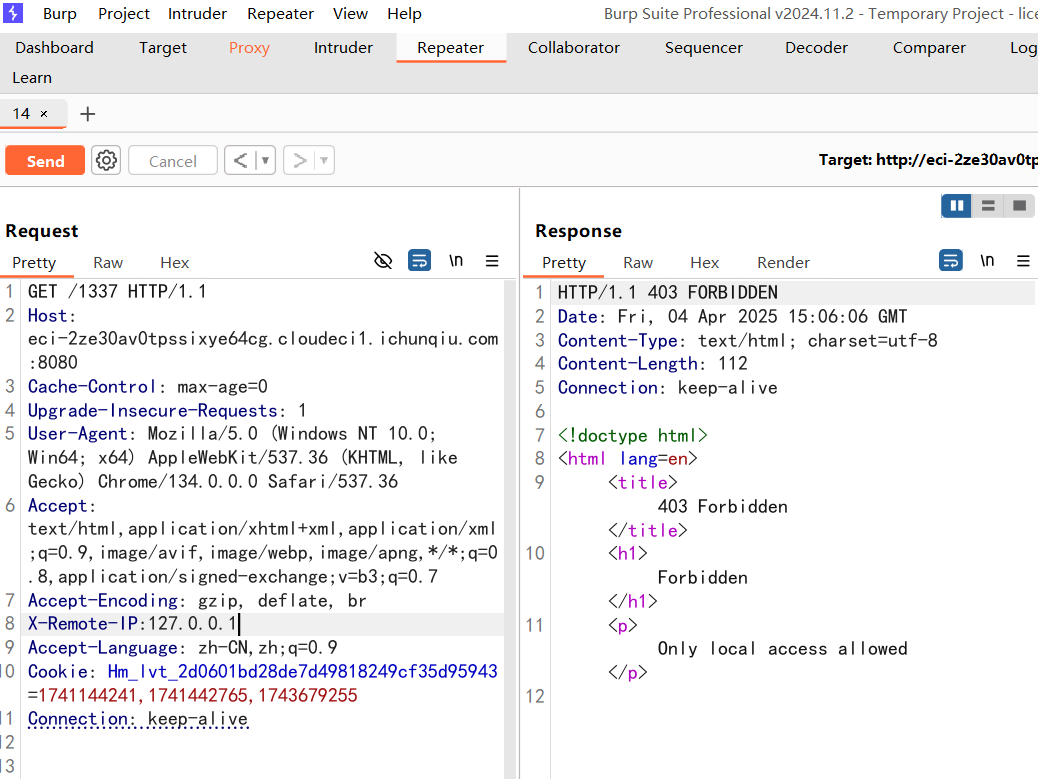 Burp Project Intruder Repeater View Help Burp Suite Professional v2024.11.2 - Temporary Project - lice
Dashboard Target Proxy Intruder Repeater Collaborator Sequencer Decoder Comparer Log
Learn
14 × +
Send Cancel < > Target: http://eci-2ze30av0tp
Request
Pretty Raw Hex \n
1 GET /1337 HTTP/1.1
2 Host:
eci-2ze30av0tpssixye64cg.cloudeci1.ichunqiu.com
:8080
3 Cache-Control: max-age=0
4 Upgrade-Insecure-Requests: 1
5 User-Agent: Mozilla/5.0 (Windows NT 10.0;
Win64; x64) AppleWebKit/537.36 (KHTML, like
Gecko) Chrome/134.0.0.0 Safari/537.36
6 Accept:
text/html,application/xhtml+xml,application/xml
;q=0.9,image/avif,image/webp,image/apng,*/*;q=0
.8,application/signed-exchange;v=b3;q=0.7
7 Accept-Encoding: gzip, deflate, br
8 X-Remote-IP:127.0.0.1
9 Accept-Language: zh-CN,zh;q=0.9
10 Cookie: Hm_lvt_2d0601bd28de7d49818249cf35d95943
=1741144241,1741442765,1743679255
11 Connection: keep-alive
12
13
Response
Pretty Raw Hex Render \n
1 HTTP/1.1 403 FORBIDDEN
2 Date: Fri, 04 Apr 2025 15:06:06 GMT
3 Content-Type: text/html; charset=utf-8
4 Content-Length: 112
5 Connection: keep-alive
6
7 <!doctype html>
8 <html lang=en>
9 <title>
403 Forbidden
</title>
10 <h1>
Forbidden
</h1>
11 <p>
Only local access allowed
</p>
12